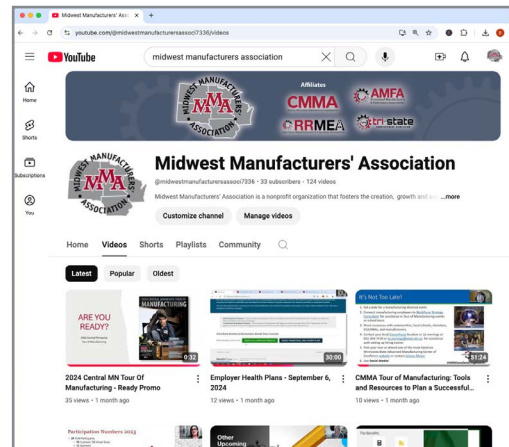 Midwest Manufacturers' Asso
youtube.com/@midwestmanufacturersassoci7336/videos
YouTube
midwest manufacturers association
Home
Shorts
Subscriptions
You
MIDWEST MANUFACTURERS' ASSOCIATION
MMA
Affiliates
CMMA
AMFA
RRMEA
tri-state
MIDWEST MANUFACTURERS' ASSOCIATION
MMA
Midwest Manufacturers' Association
@midwestmanufacturersassoci7336 · 33 subscribers · 124 videos
Midwest Manufacturers' Association is a nonprofit organization that fosters the creation, growth and ...more
Customize channel
Manage videos
Home Videos Shorts Playlists Community
Latest Popular Oldest
ARE YOU
READY?
MANUFACTURING
0:32
30:00
It's Not Too Late!
51:24
2024 Central MN Tour Of
Manufacturing - Ready Promo
35 views · 1 month ago
Employer Health Plans - September 6,
2024
12 views · 1 month ago
CMMA Tour of Manufacturing: Tools
and Resources to Plan a Successful...
10 views · 1 month ago
Participation Numbers 2023
Other
Upcoming
The Benefits